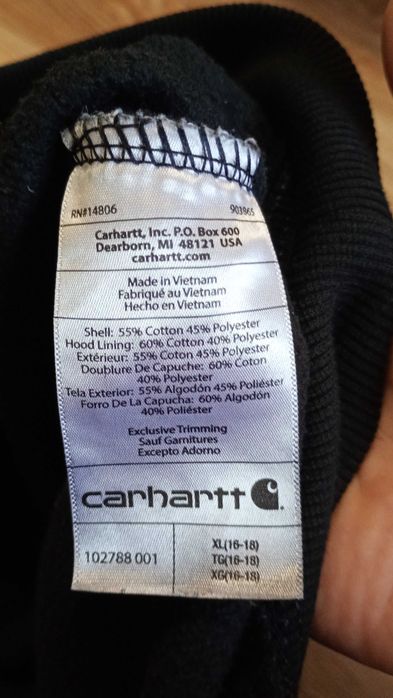 RN#14806 903865
Carhartt, Inc. P.O. Box 600
Dearborn, MI 48121 USA
carhartt.com
Made in Vietnam
Fabriqué au Vietnam
Hecho en Vietnam
Shell: 55% Cotton 45% Polyester
Hood Lining: 60% Cotton 40% Polyester
Extérieur: 55% Coton 45% Polyester
Doublure De Capuche: 60% Coton
40% Polyester
Tela Exterior: 55% Algodón 45% Poliéster
Forro De La Capucha: 60% Algodón
40% Poliéster
Exclusive Trimming
Sauf Garnitures
Excepto Adorno
carhartt
102788 001
XL(16-18)
TG(16-18)
XG(16-18)